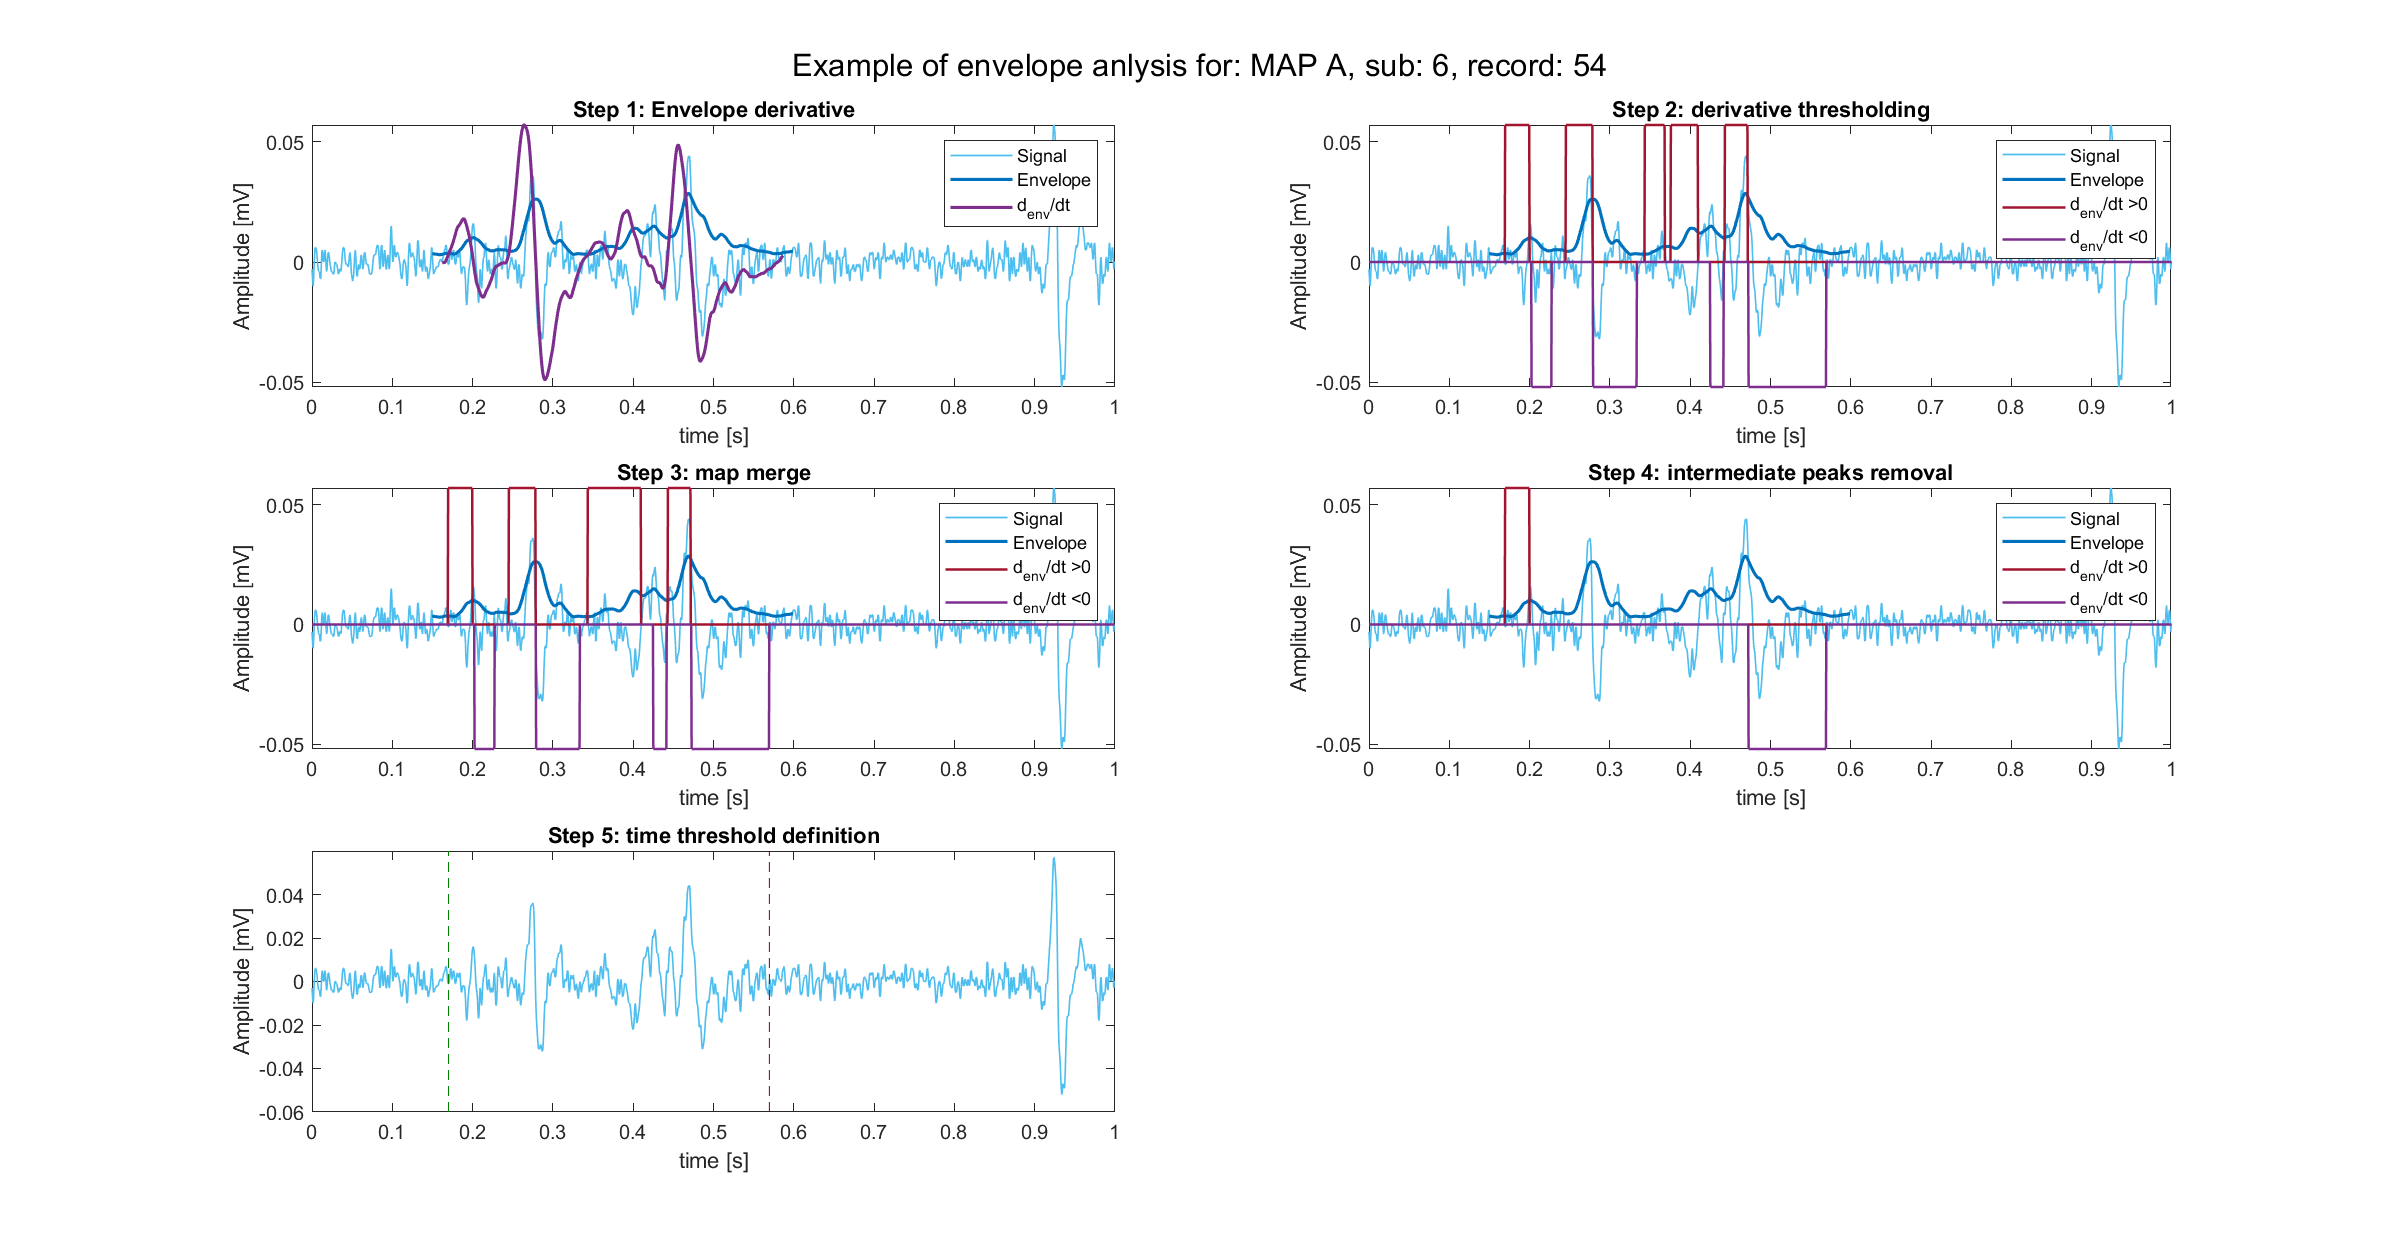 Example of envelope anlysis for: MAP A, sub: 6, record: 54
Step 1: Envelope derivative
0.05
0
-0.05
Amplitude [mV]
0 0.1 0.2 0.3 0.4 0.5 0.6 0.7 0.8 0.9 1
time [s]
Signal
Envelope
d_env/dt
Step 2: derivative thresholding
0.05
0
-0.05
Amplitude [mV]
0 0.1 0.2 0.3 0.4 0.5 0.6 0.7 0.8 0.9 1
time [s]
Signal
Envelope
d_env/dt >0
d_env/dt <0
Step 3: map merge
0.05
0
-0.05
Amplitude [mV]
0 0.1 0.2 0.3 0.4 0.5 0.6 0.7 0.8 0.9 1
time [s]
Signal
Envelope
d_env/dt >0
d_env/dt <0
Step 4: intermediate peaks removal
0.05
0
-0.05
Amplitude [mV]
0 0.1 0.2 0.3 0.4 0.5 0.6 0.7 0.8 0.9 1
time [s]
Signal
Envelope
d_env/dt >0
d_env/dt <0
Step 5: time threshold definition
0.04
0.02
0
-0.02
-0.04
-0.06
Amplitude [mV]
0 0.1 0.2 0.3 0.4 0.5 0.6 0.7 0.8 0.9 1
time [s]